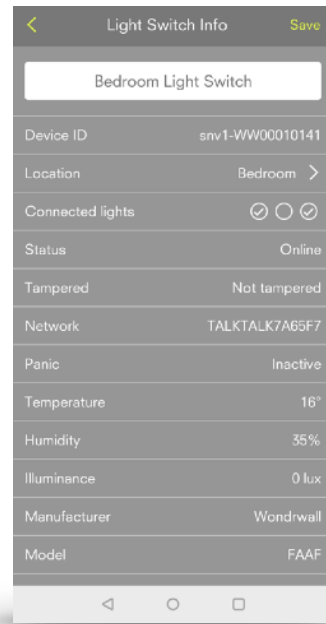 Light Switch Info Save
Bedroom Light Switch
Device ID snv1-WW00010141
Location Bedroom
Connected lights
Status Online
Tampered Not tampered
Network TALKTALK7A65F7
Panic Inactive
Temperature 16°
Humidity 35%
Illuminance 0 lux
Manufacturer Wondrwall
Model FAAF